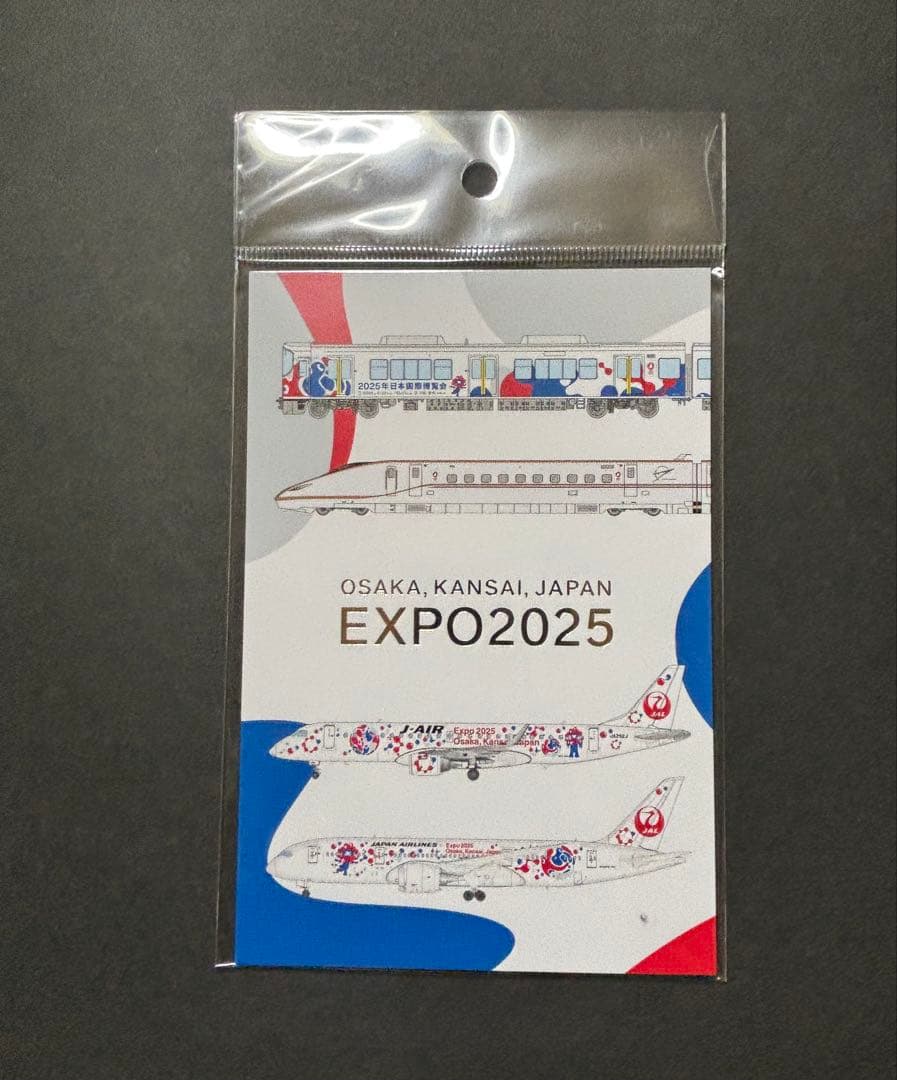 2025年日本国際博覧会
OSAKA, KANSAI, JAPAN
EXPO2025
J-AIR
Expo 2025
Osaka, Kansai, Japan
JA252J
JAL
JAPAN AIRLINES
Expo 2025
Osaka, Kansai, Japan
JAL